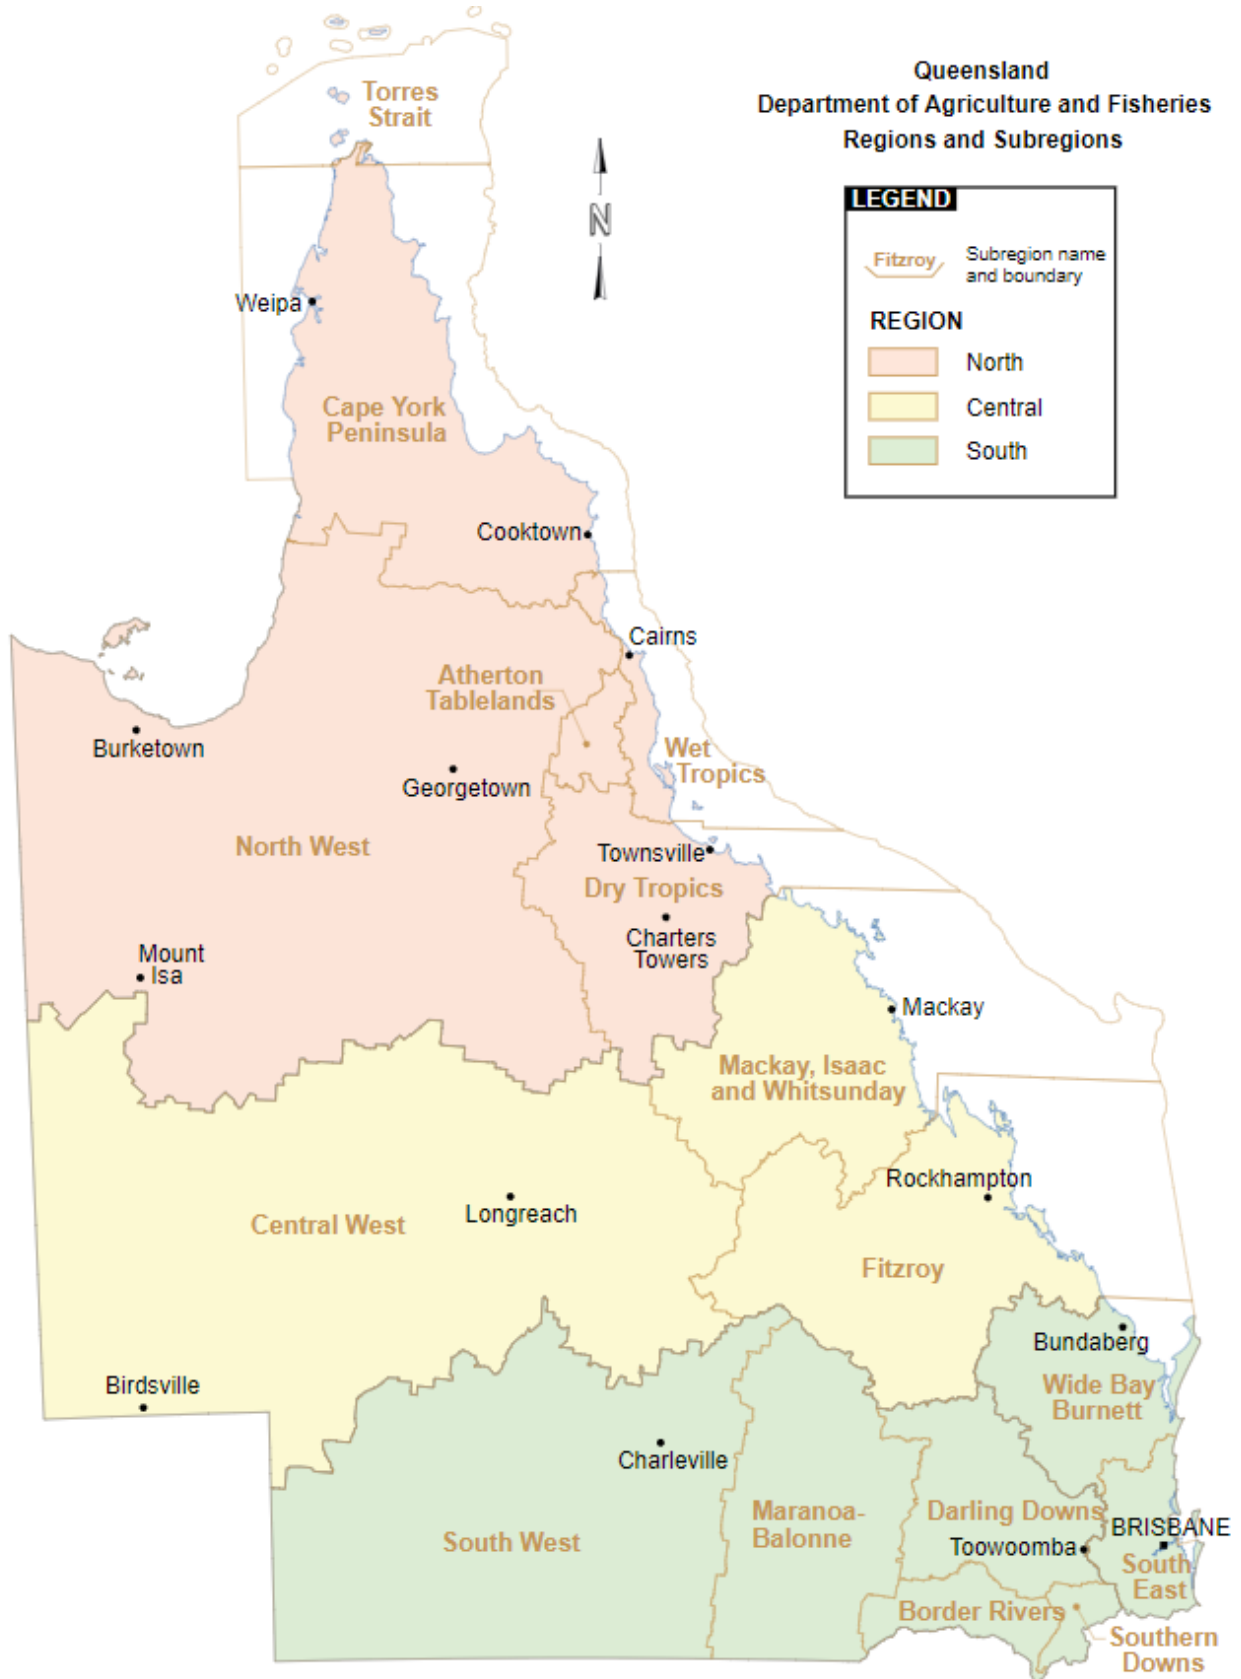 Queensland
Department of Agriculture and Fisheries
Regions and Subregions
LEGEND
Fitzroy
Subregion name
and boundary
REGION
North
Central
South
Torres
Strait
N
Weipa
Cape York
Peninsula
Cooktown
Cairns
Atherton
Tablelands
Burketown
Georgetown
Wet
Tropics
North West
Townsville
Dry Tropics
Charters
Towers
Mount
Isa
Mackay
Mackay, Isaac
and Whitsunday
Rockhampton
Longreach
Central West
Fitzroy
Bundaberg
Birdsville
Wide Bay
Burnett
Charleville
Maranoa-
Balonne
Darling Downs
BRISBANE
South West
Toowoomba
South
East
Border Rivers
Southern
Downs